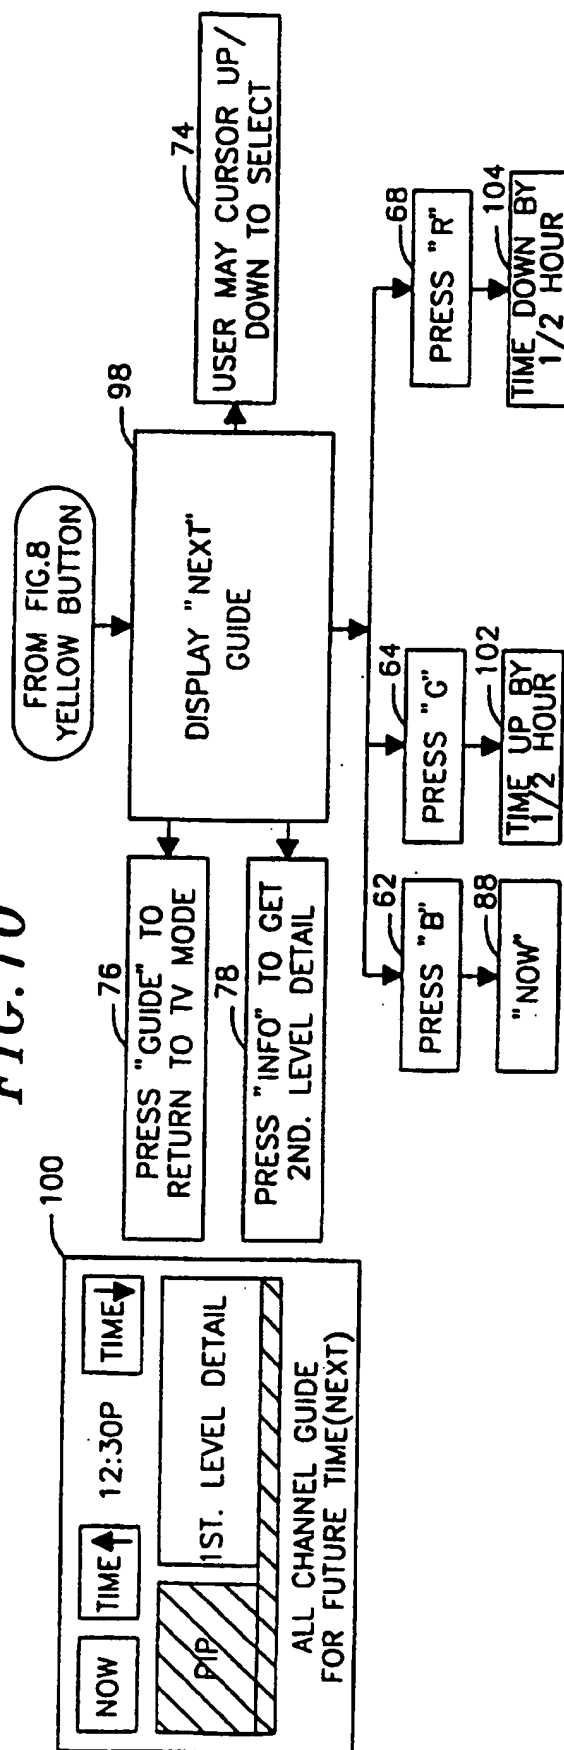 FIG.10
FROM FIG.8
YELLOW BUTTON
98
DISPLAY "NEXT"
GUIDE
74
USER MAY CURSOR UP/
DOWN TO SELECT
76
PRESS "GUIDE" TO
RETURN TO TV MODE
78
PRESS "INFO" TO GET
2ND. LEVEL DETAIL
62
PRESS "B"
88
"NOW"
64
PRESS "G"
102
TIME UP BY
1/2 HOUR
68
PRESS "R"
104
TIME DOWN BY
1/2 HOUR
100
NOW
TIME
12:30P
TIME
PIP
1ST. LEVEL DETAIL
ALL CHANNEL GUIDE
FOR FUTURE TIME(NEXT)